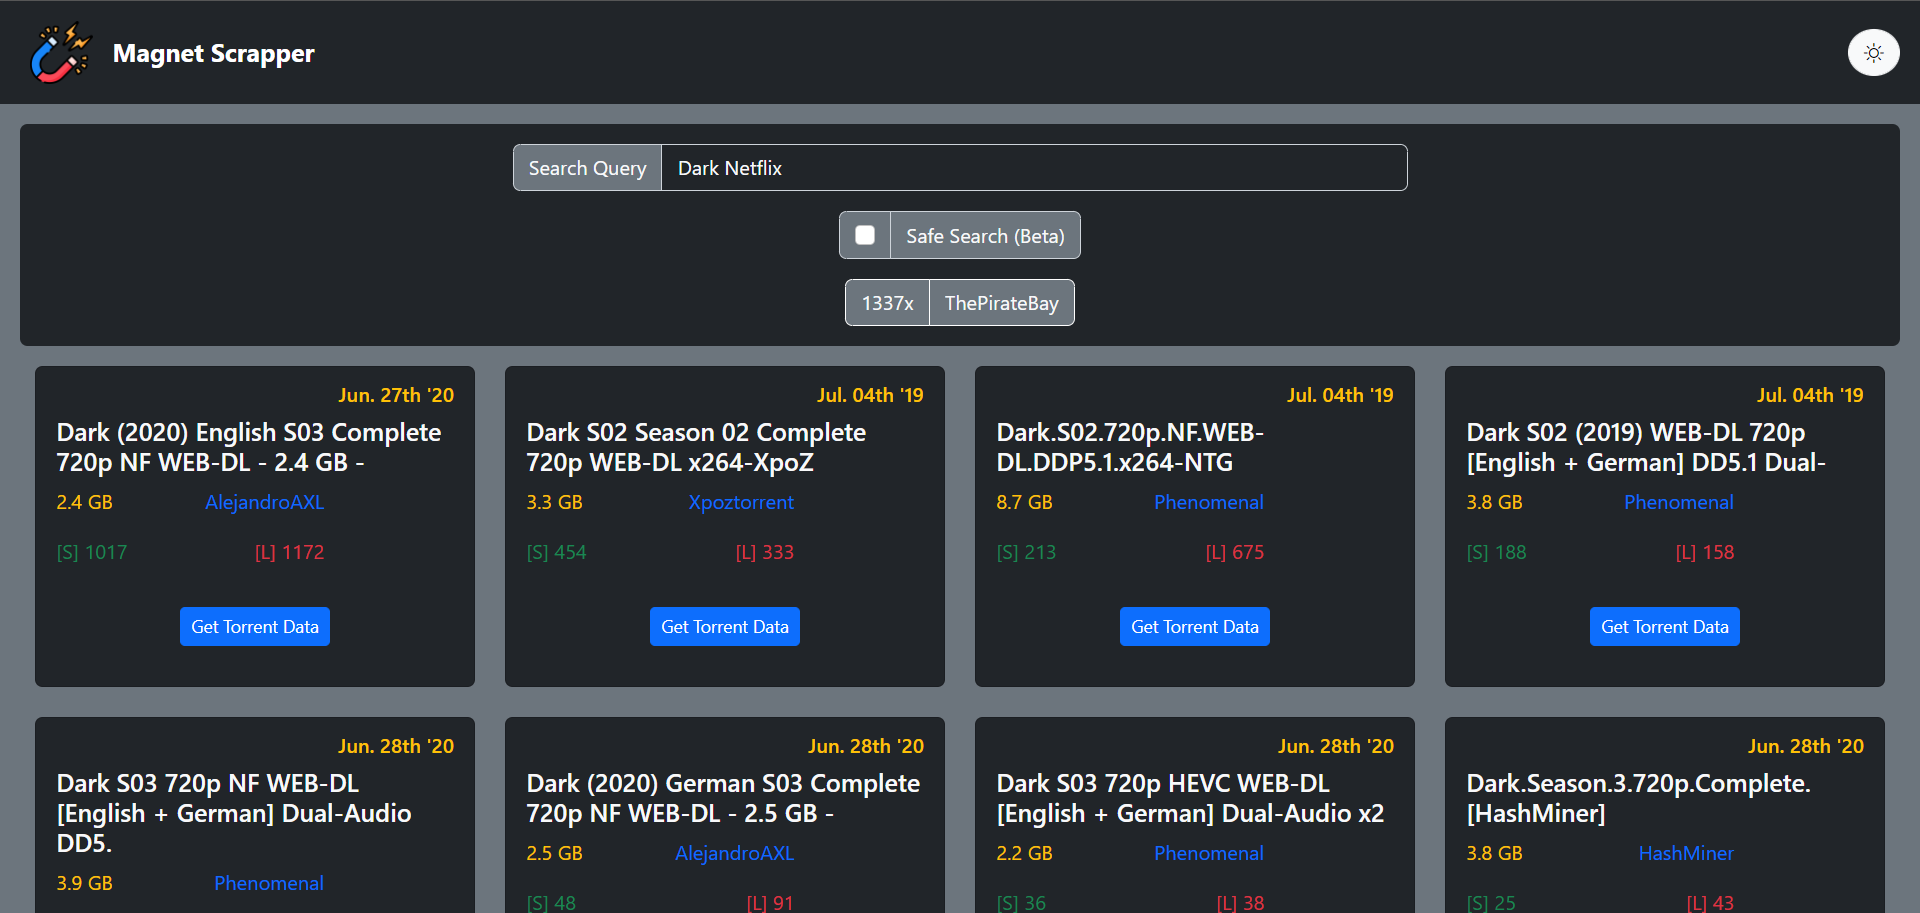 Magnet Scrapper
Search Query
Dark Netflix
Safe Search (Beta)
1337x
ThePirateBay
Jun. 27th '20
Dark (2020) English S03 Complete
720p NF WEB-DL - 2.4 GB -
2.4 GB
AlejandroAXL
[S] 1017
[L] 1172
Get Torrent Data
Jul. 04th '19
Dark S02 Season 02 Complete
720p WEB-DL x264-XpoZ
3.3 GB
Xpoztorrent
[S] 454
[L] 333
Get Torrent Data
Jul. 04th '19
Dark.S02.720p.NF.WEB-
DL.DDP5.1.x264-NTG
8.7 GB
Phenomenal
[S] 213
[L] 675
Get Torrent Data
Jul. 04th '19
Dark S02 (2019) WEB-DL 720p
[English + German] DD5.1 Dual-
3.8 GB
Phenomenal
[S] 188
[L] 158
Get Torrent Data
Jun. 28th '20
Dark S03 720p NF WEB-DL
[English + German] Dual-Audio
DD5.
3.9 GB
Phenomenal
Jun. 28th '20
Dark (2020) German S03 Complete
720p NF WEB-DL - 2.5 GB -
2.5 GB
AlejandroAXL
[S] 48
[L] 91
Jun. 28th '20
Dark S03 720p HEVC WEB-DL
[English + German] Dual-Audio x2
2.2 GB
Phenomenal
[S] 36
[L] 38
Jun. 28th '20
Dark.Season.3.720p.Complete.
[HashMiner]
3.8 GB
HashMiner
[S] 25
[L] 43